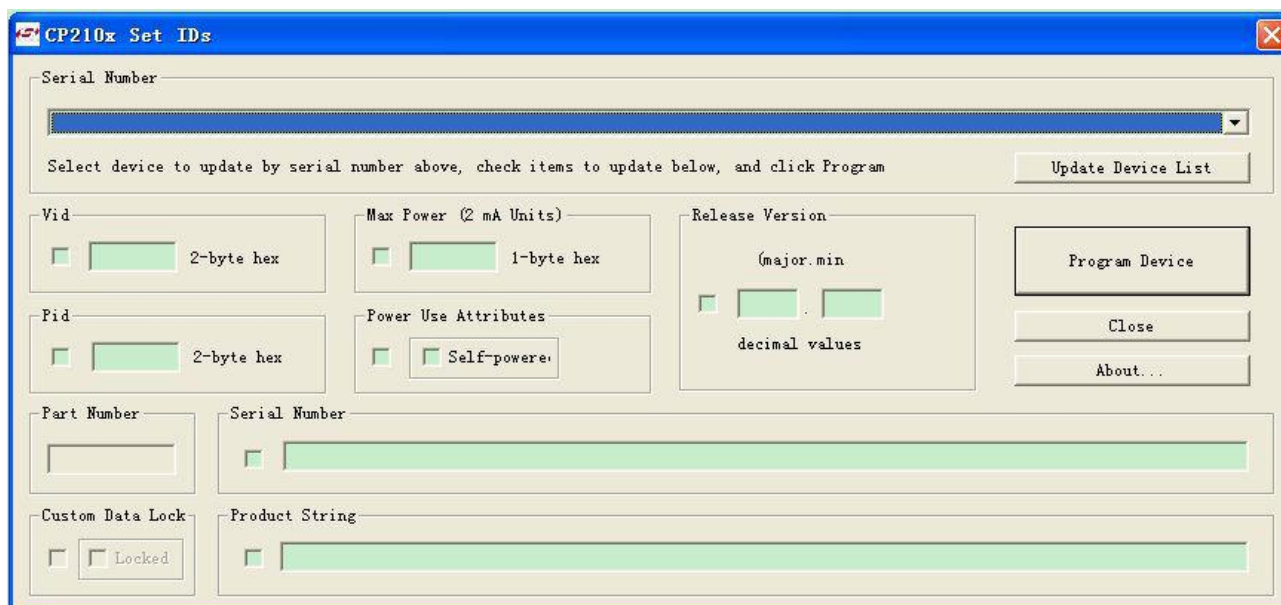 CP210x Set IDs
Serial Number
Select device to update by serial number above, check items to update below, and click Program
Update Device List
Vid
2-byte hex
Max Power (2 mA Units)
1-byte hex
Release Version
(major.min
.
decimal values
Program Device
Pid
2-byte hex
Power Use Attributes
Self-powere
Close
About...
Part Number
Serial Number
Custom Data Lock
Locked
Product String